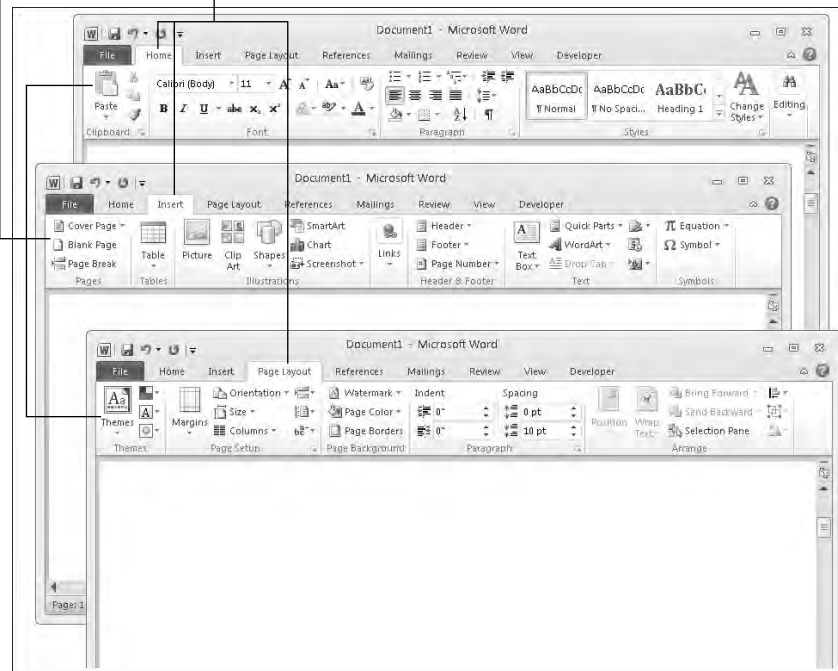 Document1 - Microsoft Word
File Home Insert Page Layout References Mailings Review View Developer
Calibri (Body) 11 A A Aa
Paste B I U abc x, x² A
AaBbCcDc AaBbCcDc AaBbC
¶ Normal ¶ No Spaci... Heading 1
Change Styles Editing
Clipboard Font Paragraph Styles
Document1 - Microsoft Word
File Home Insert Page Layout References Mailings Review View Developer
Cover Page SmartArt Header Quick Parts π Equation
Blank Page Chart Footer WordArt Ω Symbol
Page Break Screenshot Page Number Drop Cap
Table Picture Clip Art Shapes Links Text Box
Pages Tables Illustrations Header & Footer Text Symbols
Document1 - Microsoft Word
File Home Insert Page Layout References Mailings Review View Developer
Orientation Watermark Indent Spacing Bring Forward
Size Page Color 0" 0 pt Send Backward
Columns Page Borders 0" 10 pt Selection Pane
Themes Margins Position Wrap Text
Themes Page Setup Page Background Paragraph Arrange
Page: 1